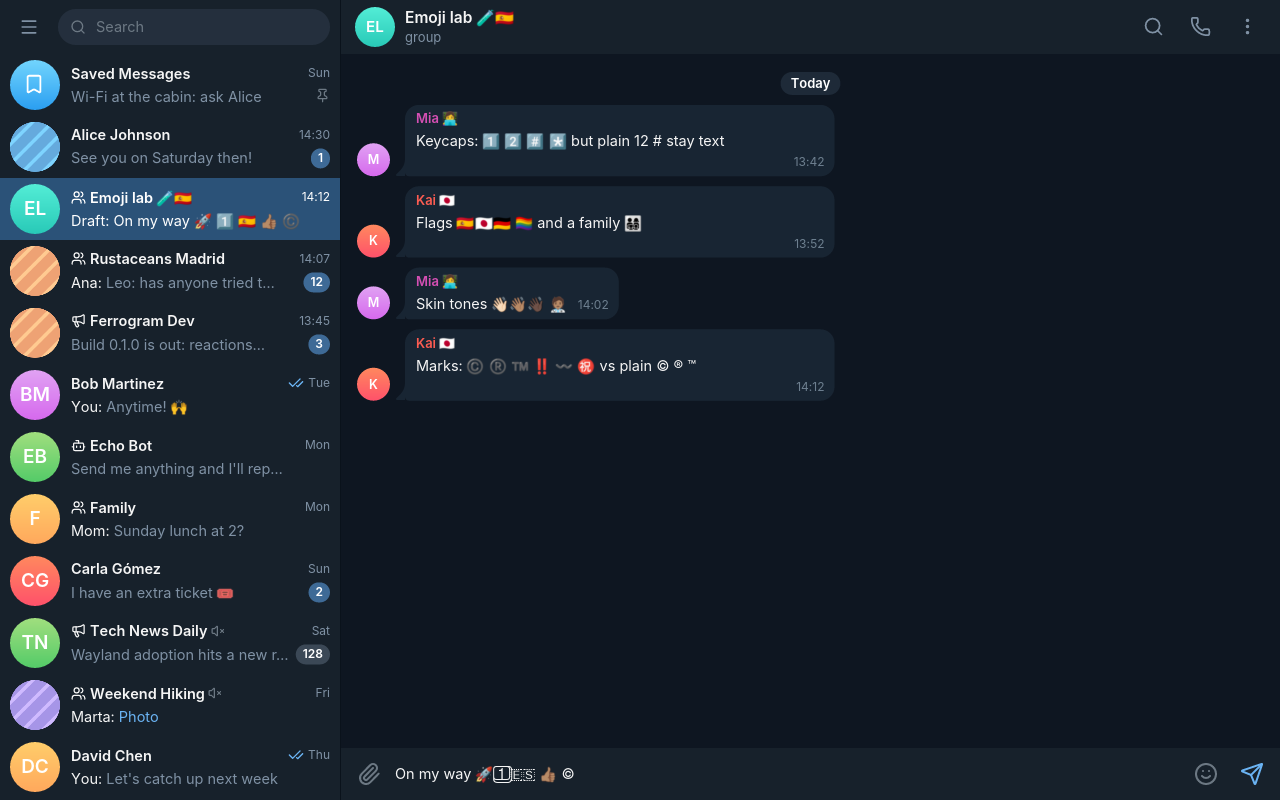 Search
Saved Messages Sun
Wi-Fi at the cabin: ask Alice
Alice Johnson 14:30
See you on Saturday then! 1
EL Emoji lab 🧪🇪🇸 14:12
Draft: On my way 🚀 1️⃣ 🇪🇸 👍🏽 ©️
Rustaceans Madrid 14:07
Ana: Leo: has anyone tried t... 12
Ferrogram Dev 13:45
Build 0.1.0 is out: reactions... 3
BM Bob Martinez Tue
You: Anytime! 🙌
EB Echo Bot Mon
Send me anything and I'll rep...
F Family Mon
Mom: Sunday lunch at 2?
CG Carla Gómez Sun
I have an extra ticket 🎟️ 2
TN Tech News Daily Sat
Wayland adoption hits a new r... 128
Weekend Hiking Fri
Marta: Photo
DC David Chen Thu
You: Let's catch up next week
EL Emoji lab 🧪🇪🇸
group
Today
Mia 🧑‍💻
M Keycaps: 1️⃣ 2️⃣ #️⃣ *️⃣ but plain 12 # stay text
13:42
Kai 🇯🇵
K Flags 🇪🇸🇯🇵🇩🇪 🏳️‍🌈 and a family 👨‍👩‍👧‍👦
13:52
Mia 🧑‍💻
M Skin tones 👋🏻👋🏽👋🏿 🧑🏽‍⚕️ 14:02
Kai 🇯🇵
K Marks: ©️ ®️ ™️ ‼️ 〰️ ㊗️ vs plain © ® ™
14:12
On my way 🚀1️⃣🇪🇸 👍🏽 ©